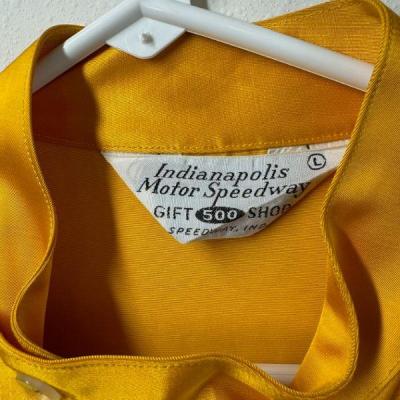 Indianapolis
Motor Speedway
GIFT 500 SHOP
SPEEDWAY, IND
L